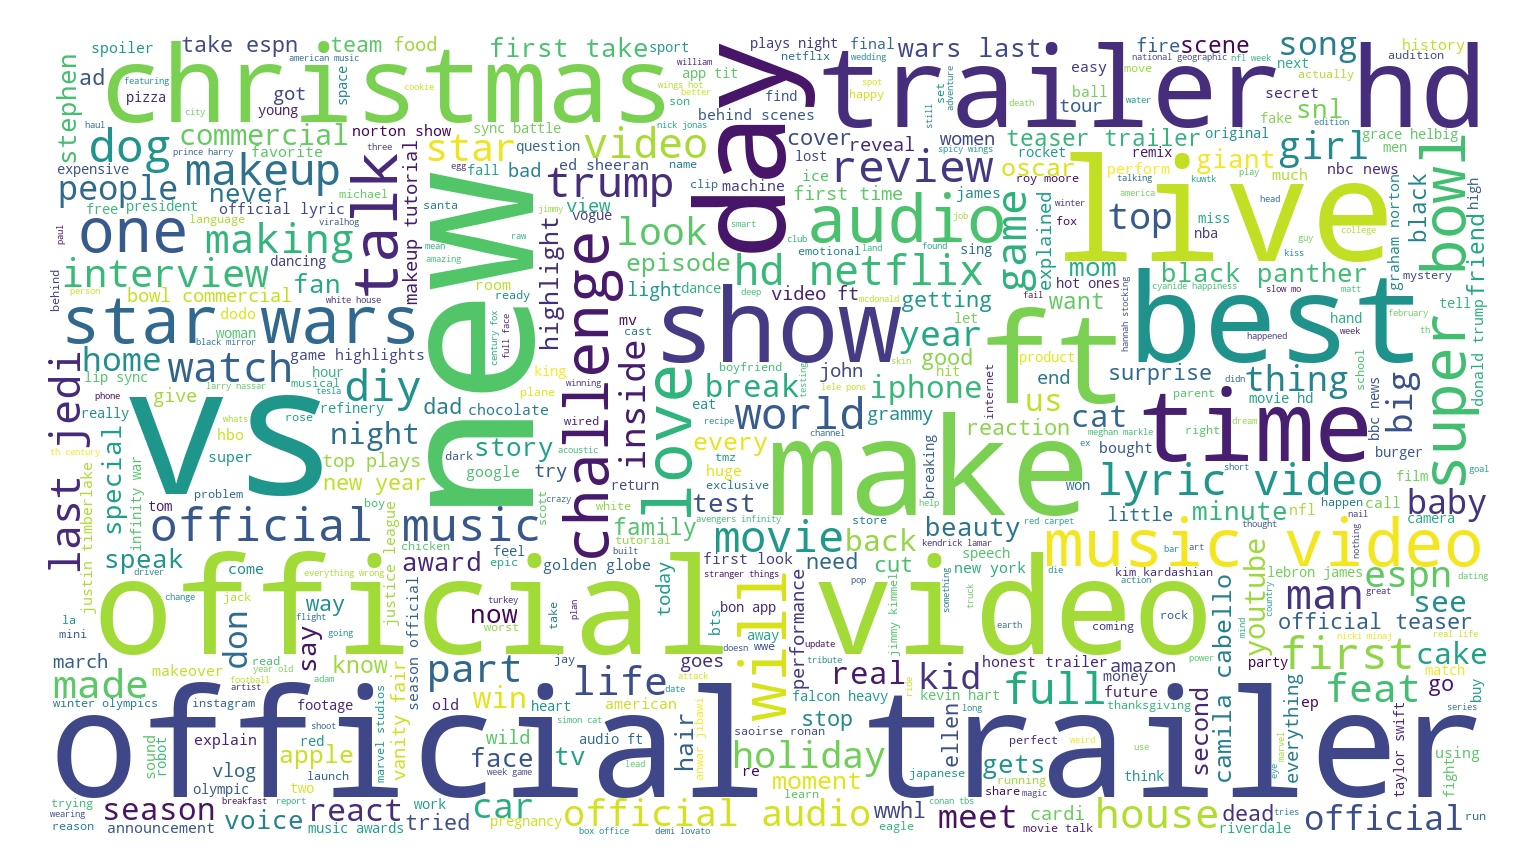 christmas
trailer hd
day
live
new
best
show
ft
vs
make
time
star wars
official video
official trailer
music video
official music
lyric video
official audio
challenge
super bowl
last jedi
audio
hd netflix
trump
talk
makeup
one
making
interview
people
dog
commercial
stephen
spoiler
take espn
team food
first take
sport
american music
ad
featuring
pizza
city
got
young
space
cookie
william
app tit
wings hot
better
son
behind scenes
netflix
plays night
wedding
final
find
spot
happy
wars last
fire
scene
song
history
audition
national geographic
nfl week
next
actually
easy
move
ball
tour
secret
fake
snl
still
set
adventure
death
water
haul
prince harry
favorite
expensive
never
norton show
three
sync battle
question
star
video
nick jonas
cover
reveal
women
teaser trailer
original
grace helbig
men
giant
girl
name
ed sheeran
egg
fall
bad
lost
review
oscar
rocket
remix
perform
much
nbc news
free
president
michael
language
official lyric
viralhog
santa
jimmy
view
vogue
clip
machine
ice
first time
james
roy moore
talking
kuwtk
play
america
winter
head
top
fox
miss
nba
college
guy
kiss
black
graham norton
friend
high
paul
dancing
makeup tutorial
mean
raw
amazing
look
smart
club
job
emotional
land
found
sing
game
explained
mom
hot ones
black panther
cyanide happiness
slow mo
matt
mystery
tell
donald trump
behind
person
fan
white house
bowl commercial
dodo
woman
black mirror
room
ready
highlight
episode
light
dance
deep
video ft
mcdonald
getting
want
fail
hannah stocking
happened
week
hand
february
th
home
watch
game highlights
century fox
full face
mv
cast
inside
year
let
good
hit
product
surprise
thing
didn
movie hd
school
lip sync
larry nassar
hour
musical
tesla
king
plane
winning
boyfriend
john
skin
love
break
iphone
internet
end
parent
phone
really
give
diy
refinery
rose
dad
chocolate
wired
eat
world
testing
lele pons
grammy
us
cat
big
bbc news
whats
hbo
night
story
acoustic
recipe
channel
every
reaction
ex
meghan markle
right
dream
burger
th century
super
top plays
dark
google
try
tmz
huge
breaking
bought
short
film
goal
special
infinity war
problem
new year
boy
tom
crazy
scott
return
white
exclusive
test
help
won
little
happen
minute
nfl
call
baby
camera
justin timberlake
justice league
family
avengers infinity
store
beauty
red carpet
thought
nail
nothing
speak
come
chicken
epic
feel
tutorial
built
movie
back
kendrick lamar
bar
art
driver
everything wrong
award
golden globe
first look
need
cut
speech
new york
die
youtube
lebron james
espn
dating
change
jack
way
now
turkey
stranger things
pop
jimmy kimmel
something
truck
action
kim kardashian
man
great
see
la
mini
don
flight
going
say
season official
worst
plan
take
today
bts
bon app
will
performance
away
wwe
doesn
update
rock
earth
coming
camila cabello
mind
country
official teaser
march
makeover
read
year old
know
part
jay
goes
tribute
honest trailer
amazon
power
party
first
nicki minaj
real life
cake
made
artist
football
adam
vanity fair
win
life
attack
real
kid
money
full
future
feat
match
winter olympics
instagram
footage
old
heart
date
american
falcon heavy
ride
kevin hart
long
thanksgiving
second
everything
ep
go
buy
series
sound
robot
explain
shoot
red
marvel studios
wild
simon cat
hair
anwar jibawi
saoirse ronan
stop
ellen
perfect
weird
use
eye
marvel
taylor swift
using
fight
apple
vlog
launch
olympic
two
face
week game
tv
audio ft
lead
re
holiday
moment
japanese
gets
running
share
magic
think
trying
wearing
reason
season
announcement
breakfast
report
voice
react
music awards
work
tried
car
pregnancy
box office
demi lovato
learn
wwhl
eagle
conan tbs
meet
cardi
movie talk
house
dead
riverdale
tries
official
run
spicy wings